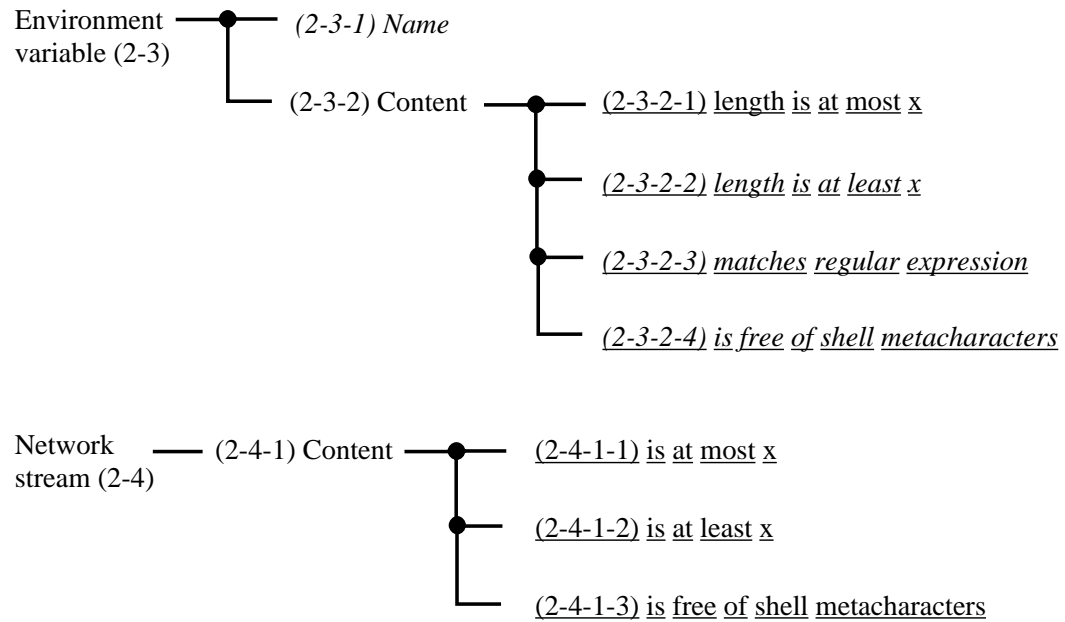 Environment
variable (2-3)
(2-3-1) Name
(2-3-2) Content
(2-3-2-1) length is at most x
(2-3-2-2) length is at least x
(2-3-2-3) matches regular expression
(2-3-2-4) is free of shell metacharacters
Network
stream (2-4)
(2-4-1) Content
(2-4-1-1) is at most x
(2-4-1-2) is at least x
(2-4-1-3) is free of shell metacharacters